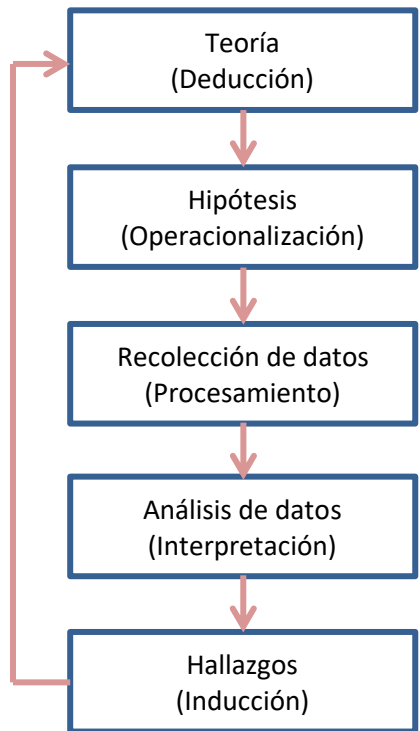 Teoría
(Deducción)
Hipótesis
(Operacionalización)
Recolección de datos
(Procesamiento)
Análisis de datos
(Interpretación)
Hallazgos
(Inducción)